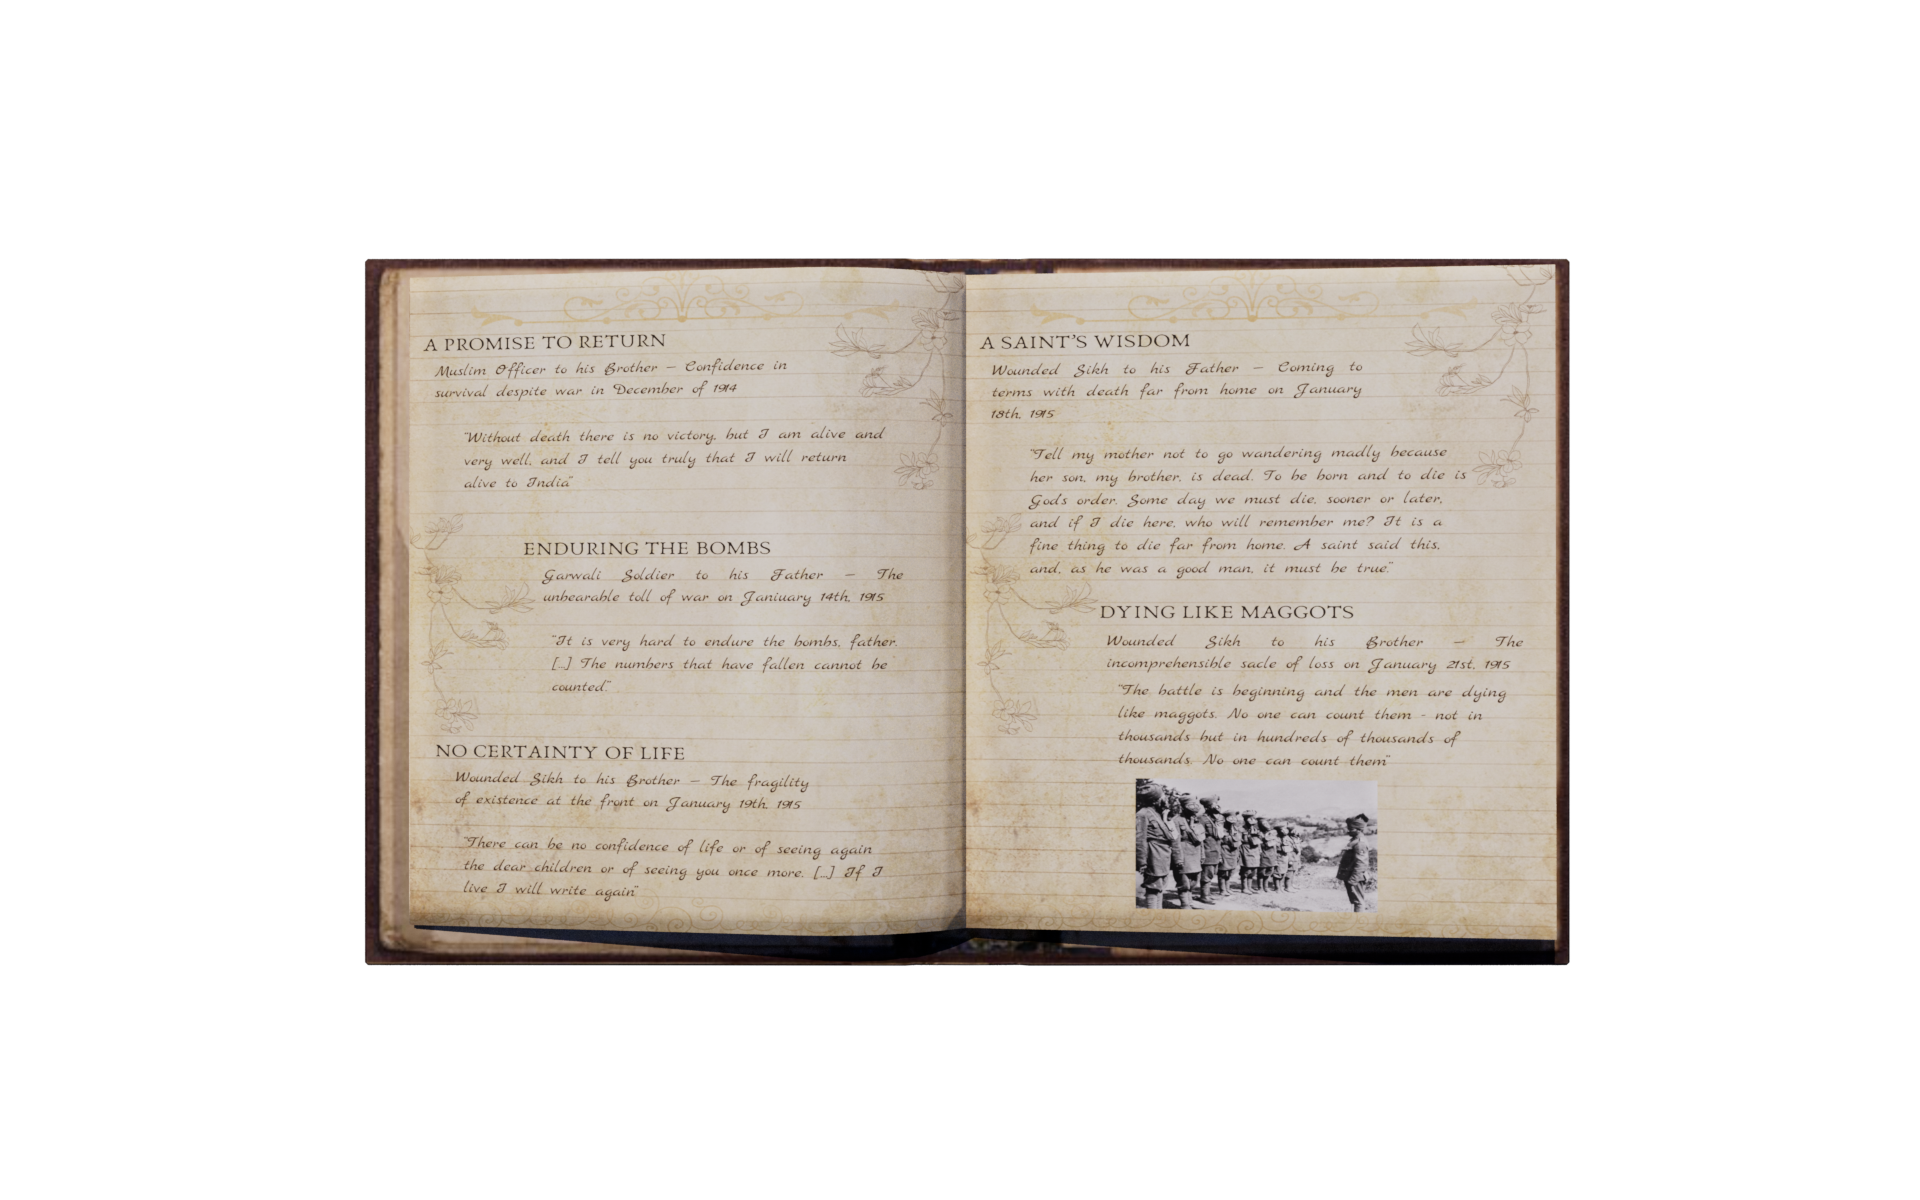 A PROMISE TO RETURN
Muslim Officer to his Brother – Confidence in
survival despite war in December of 1914
"Without death there is no victory, but I am alive and
very well, and I tell you truly that I will return
alive to India"
ENDURING THE BOMBS
Garwali Soldier to his Father – The
unbearable toll of war on Janiuary 14th, 1915
"It is very hard to endure the bombs, father.
[...] The numbers that have fallen cannot be
counted."
NO CERTAINTY OF LIFE
Wounded Sikh to his Brother – The fragility
of existence at the front on January 19th, 1915
"There can be no confidence of life or of seeing again
the dear children or of seeing you once more. [...] If I
live I will write again"
A SAINT'S WISDOM
Wounded Sikh to his Father – Coming to
terms with death far from home on January
18th, 1915
"Tell my mother not to go wandering madly because
her son, my brother, is dead. To be born and to die is
God's order. Some day we must die, sooner or later,
and if I die here, who will remember me? It is a
fine thing to die far from home. A saint said this,
and, as he was a good man, it must be true."
DYING LIKE MAGGOTS
Wounded Sikh to his Brother – The
incomprehensible sacle of loss on January 21st, 1915
"The battle is beginning and the men are dying
like maggots. No one can count them - not in
thousands but in hundreds of thousands of
thousands. No one can count them"